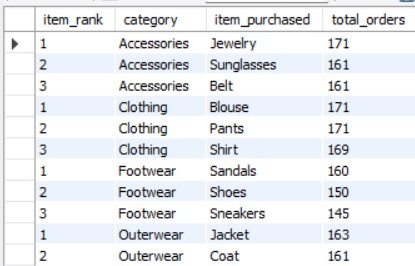 item_rank category item_purchased total_orders
1 Accessories Jewelry 171
2 Accessories Sunglasses 161
3 Accessories Belt 161
1 Clothing Blouse 171
2 Clothing Pants 171
3 Clothing Shirt 169
1 Footwear Sandals 160
2 Footwear Shoes 150
3 Footwear Sneakers 145
1 Outerwear Jacket 163
2 Outerwear Coat 161